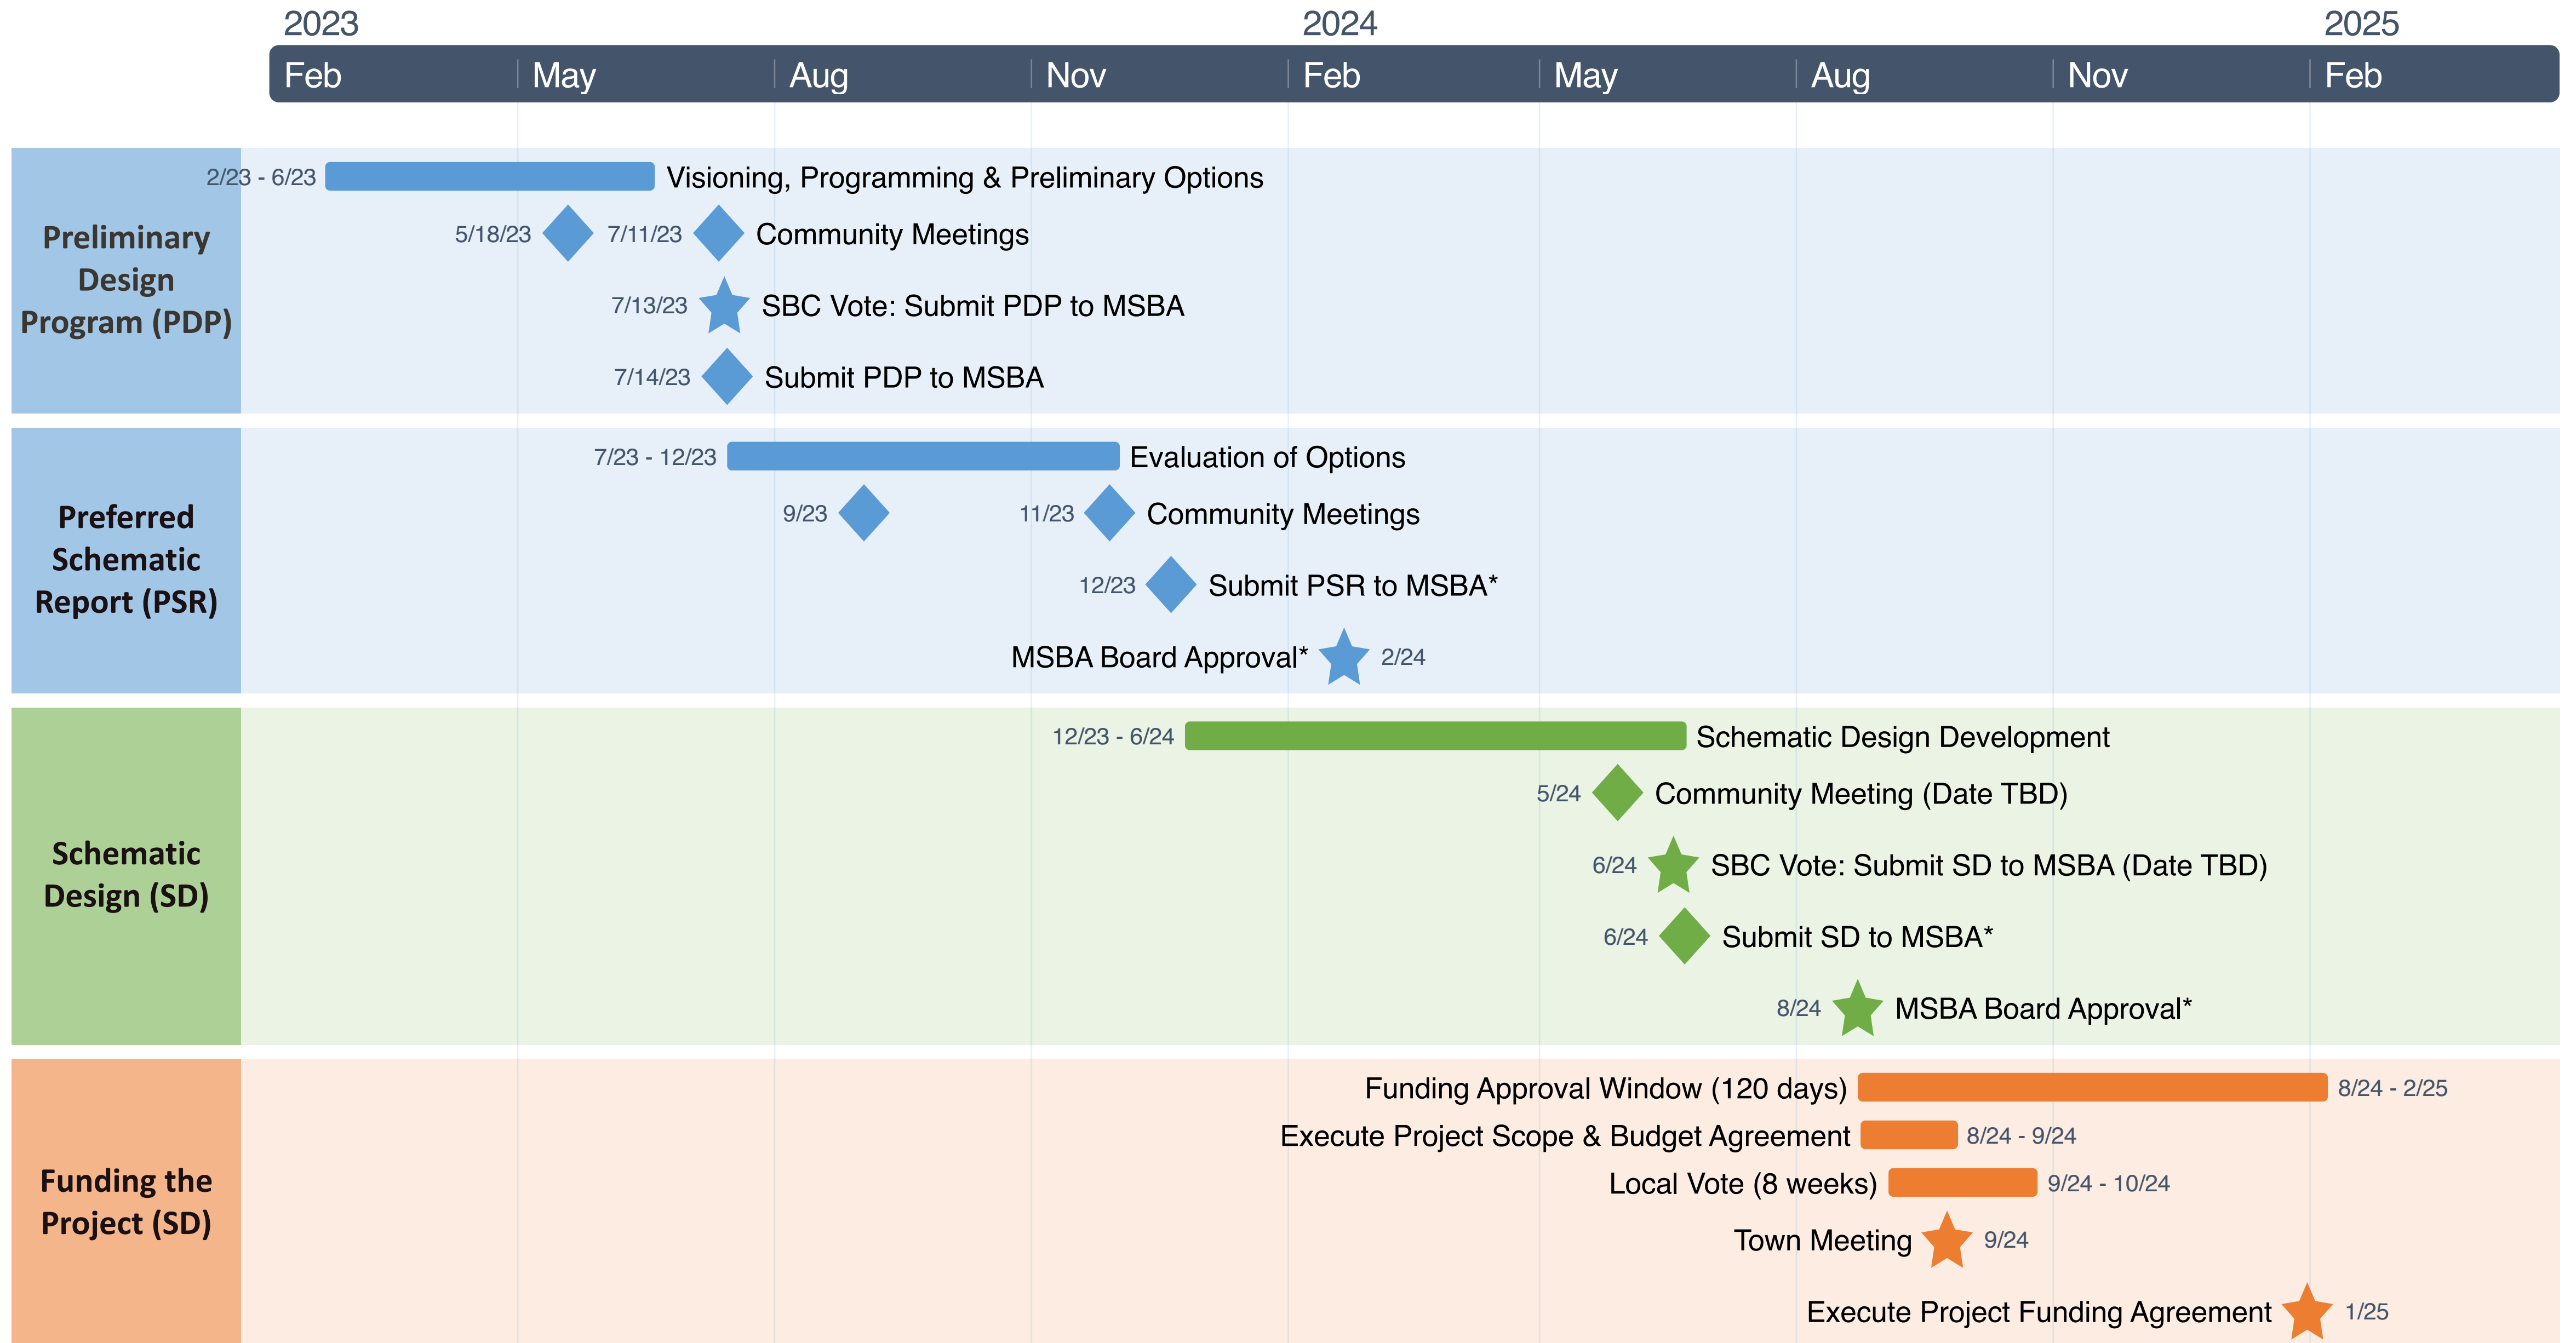 2023 2024 2025
Feb May Aug Nov Feb May Aug Nov Feb
Preliminary
Design
Program (PDP)
2/23 - 6/23 Visioning, Programming & Preliminary Options
5/18/23 7/11/23 Community Meetings
7/13/23 SBC Vote: Submit PDP to MSBA
7/14/23 Submit PDP to MSBA
Preferred
Schematic
Report (PSR)
7/23 - 12/23 Evaluation of Options
9/23 11/23 Community Meetings
12/23 Submit PSR to MSBA*
MSBA Board Approval* 2/24
Schematic
Design (SD)
12/23 - 6/24 Schematic Design Development
5/24 Community Meeting (Date TBD)
6/24 SBC Vote: Submit SD to MSBA (Date TBD)
6/24 Submit SD to MSBA*
8/24 MSBA Board Approval*
Funding the
Project (SD)
Funding Approval Window (120 days) 8/24 - 2/25
Execute Project Scope & Budget Agreement 8/24 - 9/24
Local Vote (8 weeks) 9/24 - 10/24
Town Meeting 9/24
Execute Project Funding Agreement 1/25